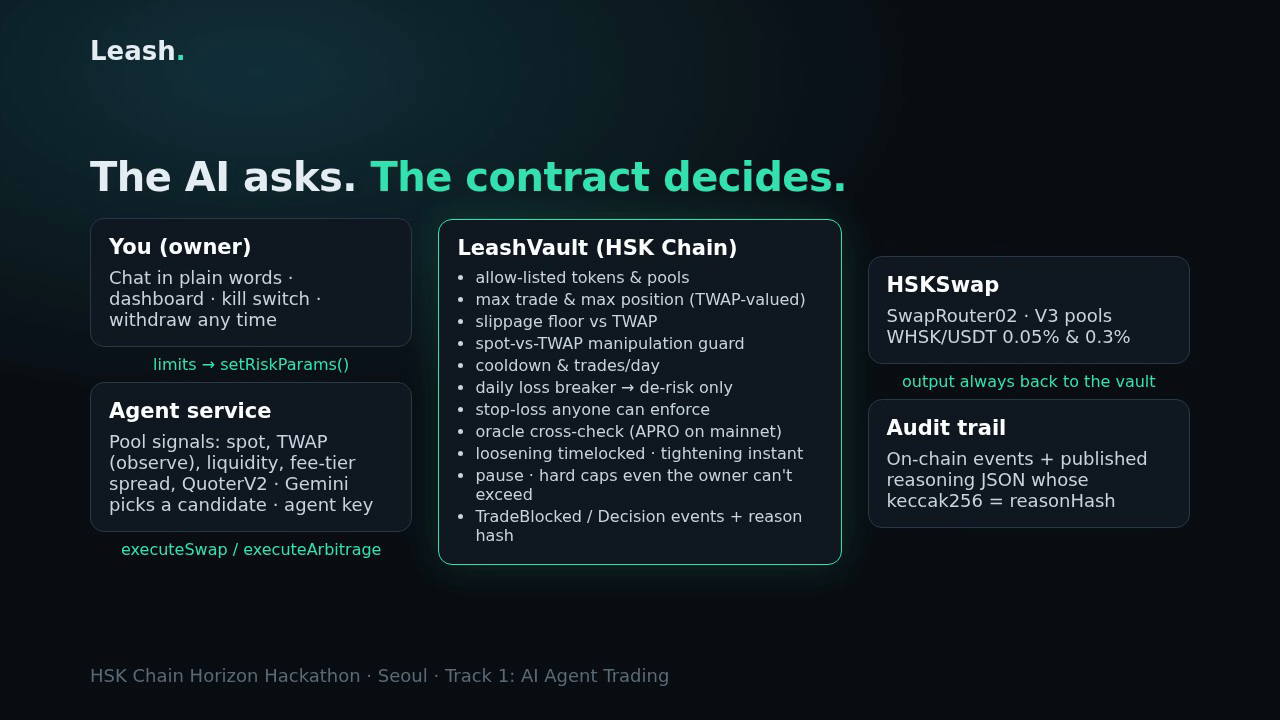 Leash.
The AI asks. The contract decides.
You (owner)
Chat in plain words ·
dashboard · kill switch ·
withdraw any time
limits → setRiskParams()
Agent service
Pool signals: spot, TWAP
(observe), liquidity, fee-tier
spread, QuoterV2 · Gemini
picks a candidate · agent key
executeSwap / executeArbitrage
LeashVault (HSK Chain)
• allow-listed tokens & pools
• max trade & max position (TWAP-valued)
• slippage floor vs TWAP
• spot-vs-TWAP manipulation guard
• cooldown & trades/day
• daily loss breaker → de-risk only
• stop-loss anyone can enforce
• oracle cross-check (APRO on mainnet)
• loosening timelocked · tightening instant
• pause · hard caps even the owner can't
exceed
• TradeBlocked / Decision events + reason
hash
HSKSwap
SwapRouter02 · V3 pools
WHSK/USDT 0.05% & 0.3%
output always back to the vault
Audit trail
On-chain events + published
reasoning JSON whose
keccak256 = reasonHash
HSK Chain Horizon Hackathon · Seoul · Track 1: AI Agent Trading